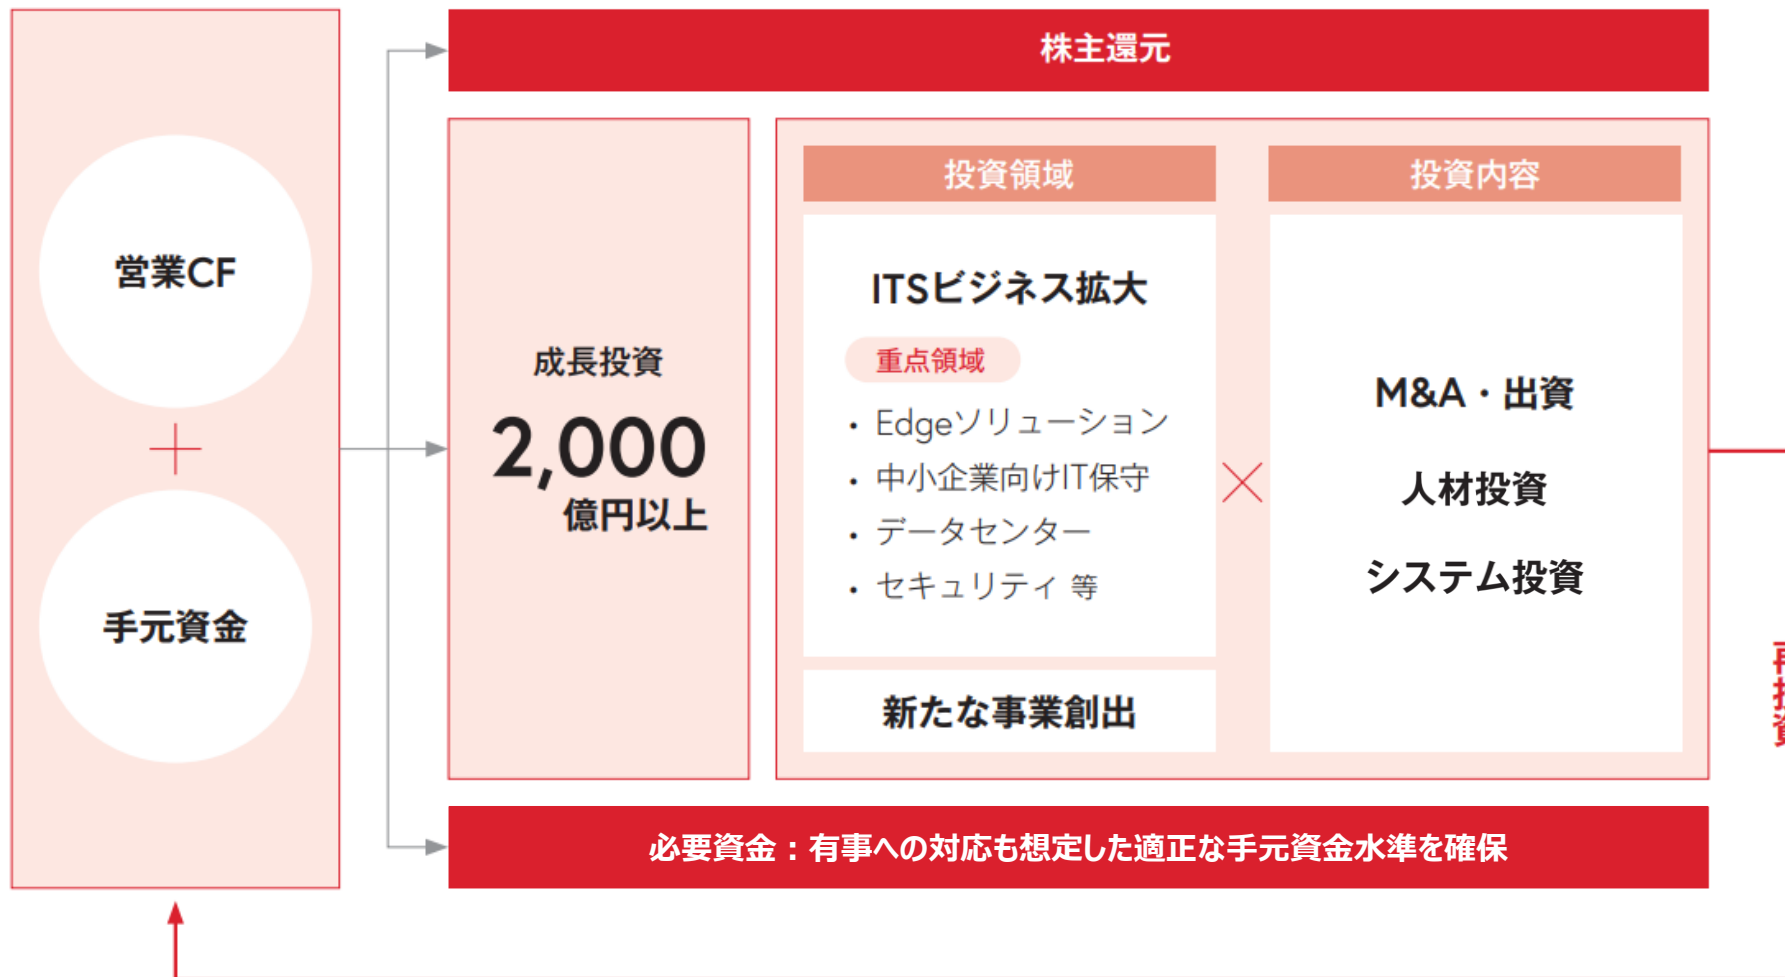 株主還元
営業CF
手元資金
成長投資
2,000
億円以上
投資領域
ITSビジネス拡大
重点領域
・Edgeソリューション
・中小企業向けIT保守
・データセンター
・セキュリティ 等
新たな事業創出
投資内容
M&A・出資
人材投資
システム投資
再投資
必要資金：有事への対応も想定した適正な手元資金水準を確保